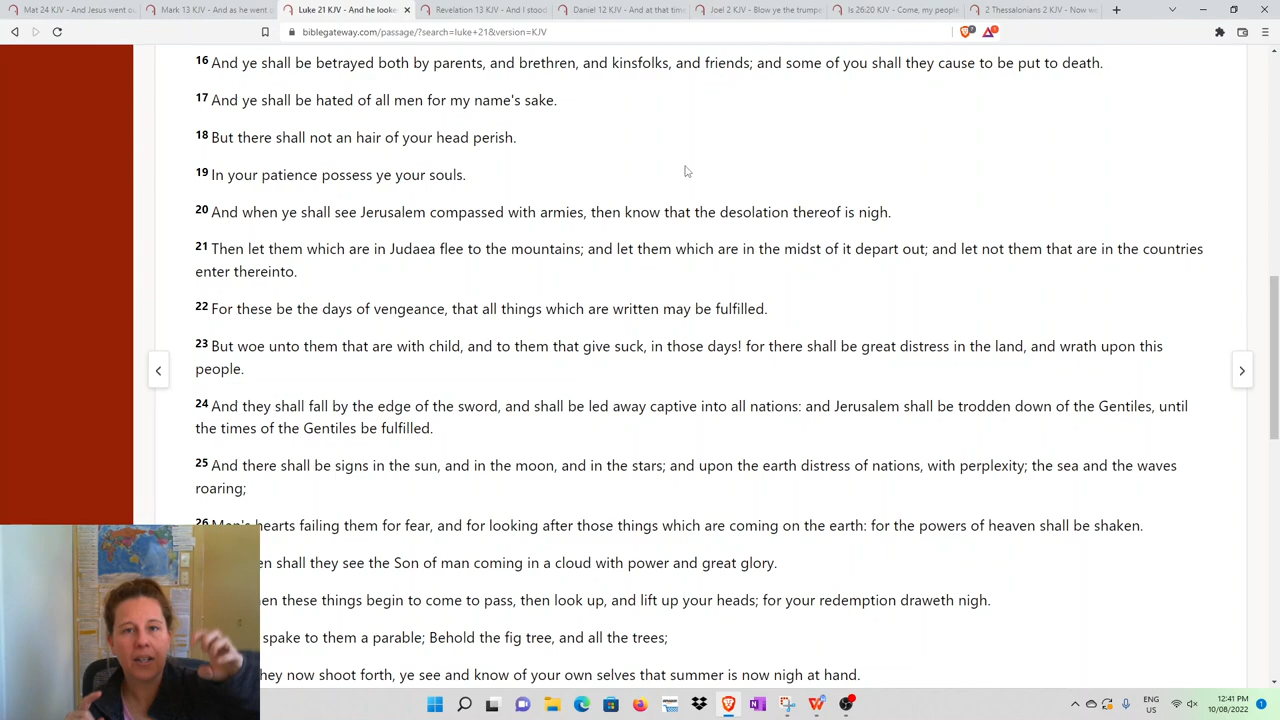 Mat 24 KJV - And Jesus went ou
Mark 13 KJV - And as he went o
Luke 21 KJV - And he looke
Revelation 13 KJV - And I stood
Daniel 12 KJV - And at that time
Joel 2 KJV - Blow ye the trumpe
Is 26:20 KJV - Come, my people
2 Thessalonians 2 KJV - Now we
biblegateway.com/passage/?search=luke+21&version=KJV
16 And ye shall be betrayed both by parents, and brethren, and kinsfolks, and friends; and some of you shall they cause to be put to death.
17 And ye shall be hated of all men for my name's sake.
18 But there shall not an hair of your head perish.
19 In your patience possess ye your souls.
20 And when ye shall see Jerusalem compassed with armies, then know that the desolation thereof is nigh.
21 Then let them which are in Judaea flee to the mountains; and let them which are in the midst of it depart out; and let not them that are in the countries
enter thereinto.
22 For these be the days of vengeance, that all things which are written may be fulfilled.
23 But woe unto them that are with child, and to them that give suck, in those days! for there shall be great distress in the land, and wrath upon this
people.
24 And they shall fall by the edge of the sword, and shall be led away captive into all nations: and Jerusalem shall be trodden down of the Gentiles, until
the times of the Gentiles be fulfilled.
25 And there shall be signs in the sun, and in the moon, and in the stars; and upon the earth distress of nations, with perplexity; the sea and the waves
roaring;
26 Men's hearts failing them for fear, and for looking after those things which are coming on the earth: for the powers of heaven shall be shaken.
en shall they see the Son of man coming in a cloud with power and great glory.
en these things begin to come to pass, then look up, and lift up your heads; for your redemption draweth nigh.
spake to them a parable; Behold the fig tree, and all the trees;
hey now shoot forth, ye see and know of your own selves that summer is now nigh at hand.
ENG
US
12:41 PM
10/08/2022